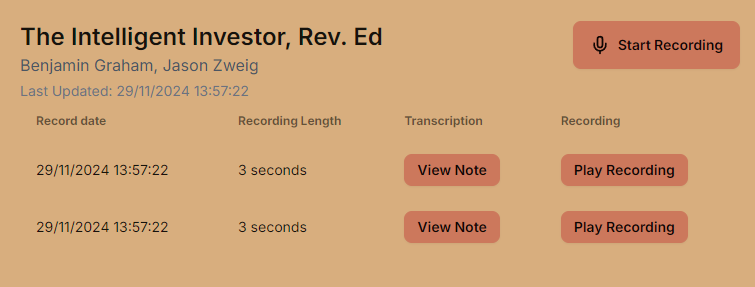 The Intelligent Investor, Rev. Ed
Start Recording
Benjamin Graham, Jason Zweig
Last Updated: 29/11/2024 13:57:22
Record date Recording Length Transcription Recording
29/11/2024 13:57:22 3 seconds View Note Play Recording
29/11/2024 13:57:22 3 seconds View Note Play Recording